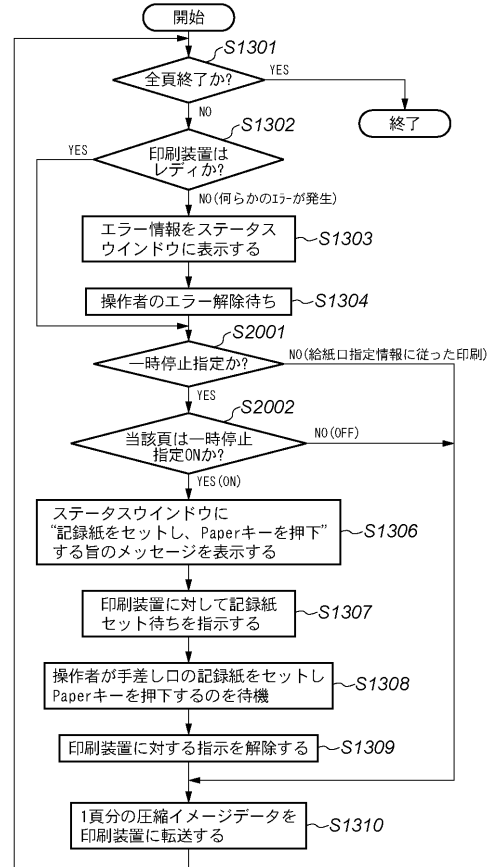 開始
S1301
全頁終了か?
YES
NO
終了
S1302
YES
印刷装置は
レディか?
NO(何らかのエラーが発生)
エラー情報をステータス
ウインドウに表示する
S1303
操作者のエラー解除待ち
S1304
S2001
一時停止指定か?
NO(給紙口指定情報に従った印刷)
YES
S2002
当該頁は一時停止
指定ONか?
NO(OFF)
YES(ON)
ステータスウインドウに
“記録紙をセットし、Paperキーを押下”
する旨のメッセージを表示する
S1306
印刷装置に対して記録紙
セット待ちを指示する
S1307
操作者が手差し口の記録紙をセットし
Paperキーを押下するのを待機
S1308
印刷装置に対する指示を解除する
S1309
1頁分の圧縮イメージデータを
印刷装置に転送する
S1310